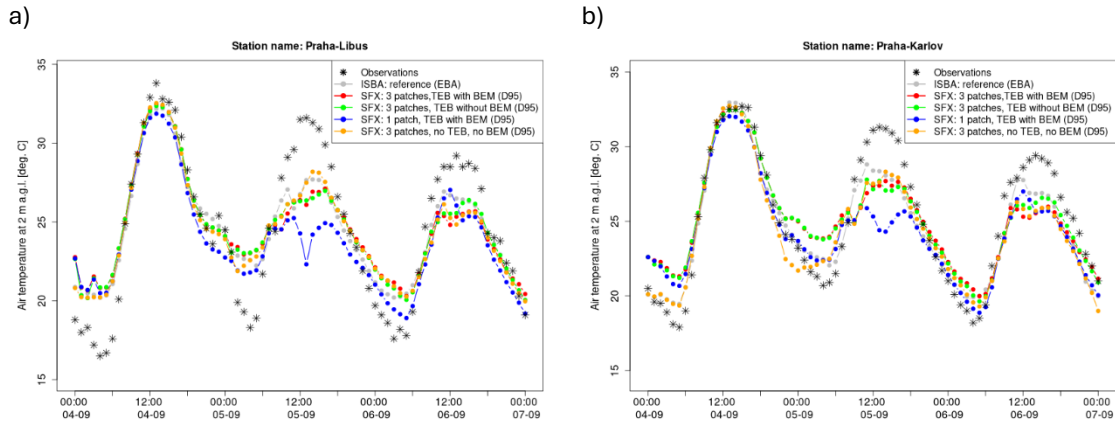 a)
Station name: Praha-Libus
Air temperature at 2 m a.g.l. [deg. C]
35
30
25
20
15
Observations
ISBA: reference (EBA)
SFX: 3 patches,TEB with BEM (D95)
SFX: 3 patches, TEB without BEM (D95)
SFX: 1 patch, TEB with BEM (D95)
SFX: 3 patches, no TEB, no BEM (D95)
00:00 12:00 00:00 12:00 00:00 12:00 00:00
04-09 04-09 05-09 05-09 06-09 06-09 07-09
b)
Station name: Praha-Karlov
Air temperature at 2 m a.g.l. [deg. C]
35
30
25
20
15
Observations
ISBA: reference (EBA)
SFX: 3 patches,TEB with BEM (D95)
SFX: 3 patches, TEB without BEM (D95)
SFX: 1 patch, TEB with BEM (D95)
SFX: 3 patches, no TEB, no BEM (D95)
00:00 12:00 00:00 12:00 00:00 12:00 00:00
04-09 04-09 05-09 05-09 06-09 06-09 07-09